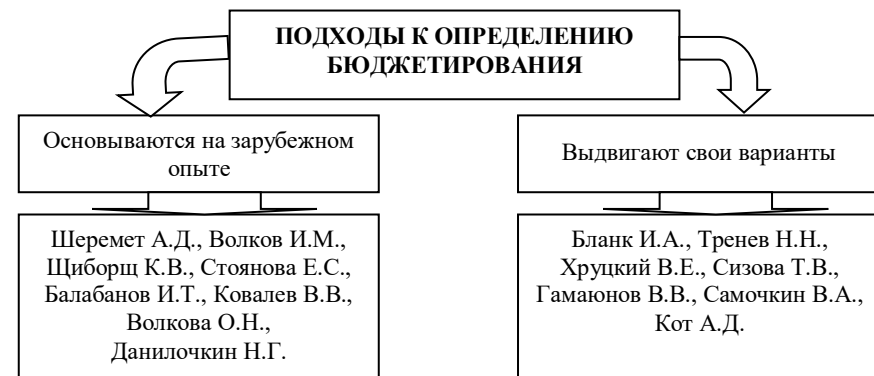 ПОДХОДЫ К ОПРЕДЕЛЕНИЮ
БЮДЖЕТИРОВАНИЯ
Основываются на зарубежном
опыте
Выдвигают свои варианты
Шеремет А.Д., Волков И.М.,
Щиборщ К.В., Стоянова Е.С.,
Балабанов И.Т., Ковалев В.В.,
Волкова О.Н.,
Данилочкин Н.Г.
Бланк И.А., Тренев Н.Н.,
Хруцкий В.Е., Сизова Т.В.,
Гамаюнов В.В., Самочкин В.А.,
Кот А.Д.